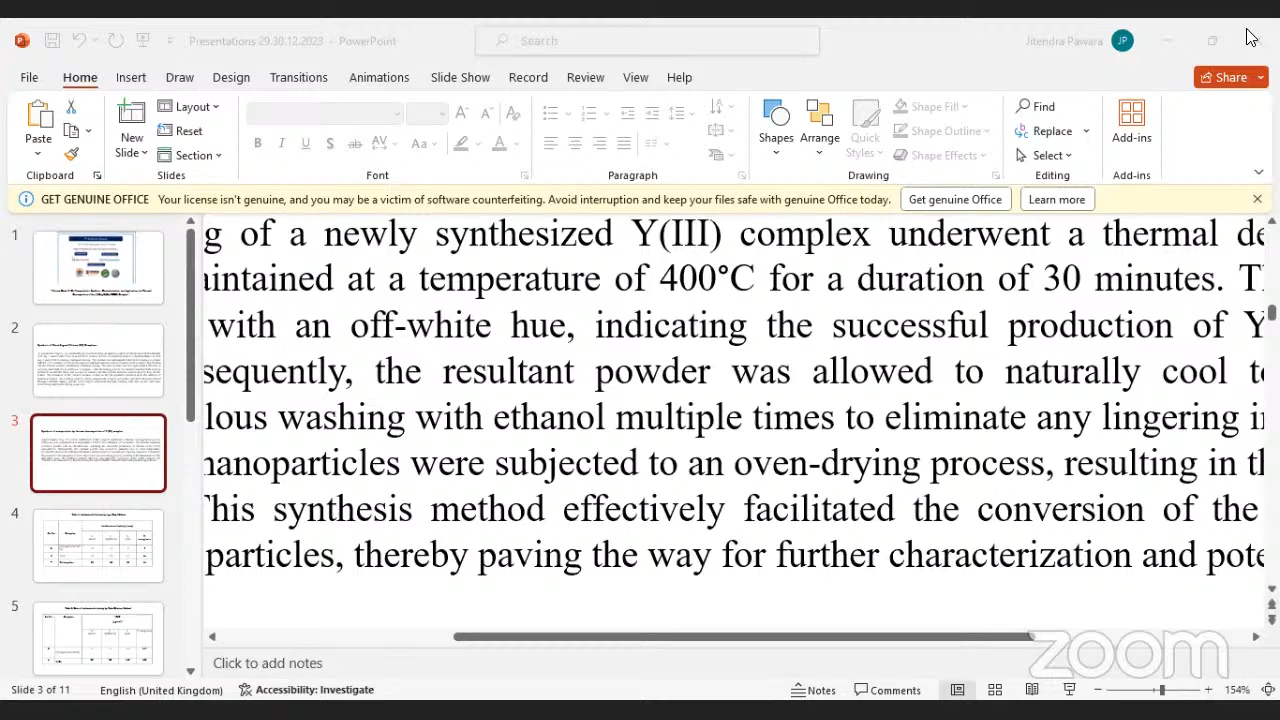 Presentations 29.30.12.2023 - PowerPoint
Search
Jitendra Pawara JP
File Home Insert Draw Design Transitions Animations Slide Show Record Review View Help
Share
Paste
New Slide
Layout
Reset
Section
B I U S ab AV Aa A
Shapes
Arrange
Quick Styles
Shape Fill
Shape Outline
Shape Effects
Find
Replace
Select
Add-ins
Clipboard Slides Font Paragraph Drawing Editing Add-ins
GET GENUINE OFFICE Your license isn't genuine, and you may be a victim of software counterfeiting. Avoid interruption and keep your files safe with genuine Office today. Get genuine Office Learn more
g of a newly synthesized Y(III) complex underwent a thermal de
aintained at a temperature of 400°C for a duration of 30 minutes. T
with an off-white hue, indicating the successful production of Y
sequently, the resultant powder was allowed to naturally cool t
lous washing with ethanol multiple times to eliminate any lingering i
nanoparticles were subjected to an oven-drying process, resulting in t
This synthesis method effectively facilitated the conversion of the
particles, thereby paving the way for further characterization and pote
1
2
3
4
5
Click to add notes
zoom
Slide 3 of 11 English (United Kingdom) Accessibility: Investigate Notes Comments 154%